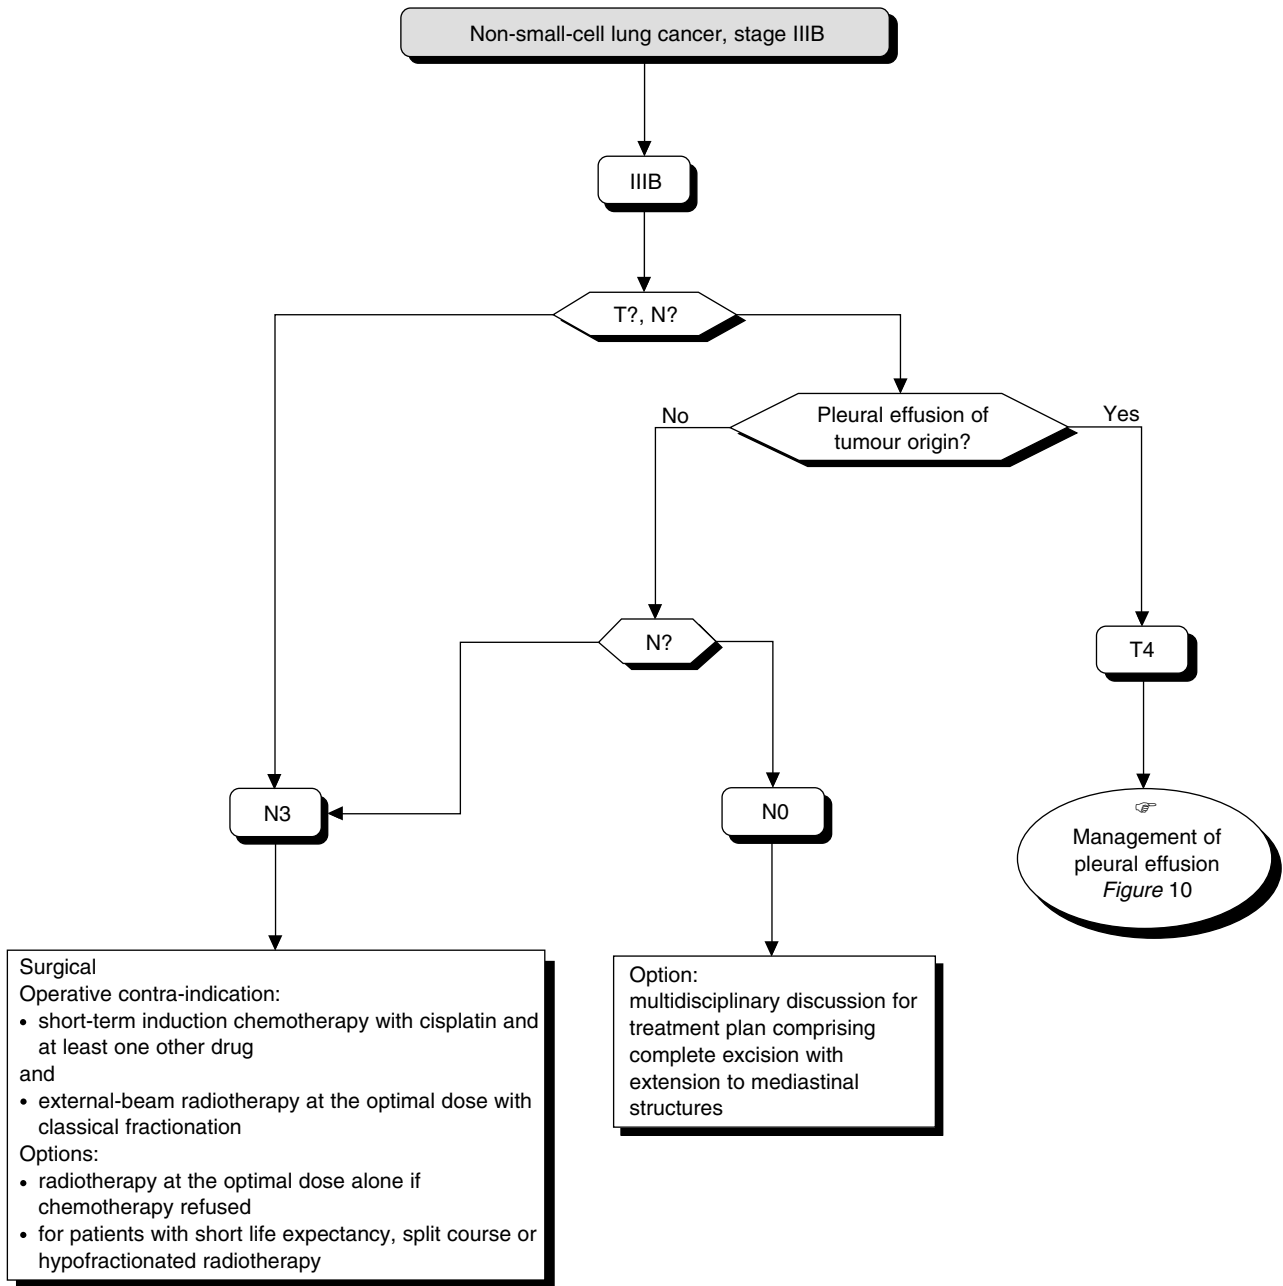 Non-small-cell lung cancer, stage IIIB
IIIB
T?, N?
Pleural effusion of
tumour origin?
No
Yes
N?
T4
N3
N0
☞
Management of
pleural effusion
Figure 10
Surgical
Operative contra-indication:
• short-term induction chemotherapy with cisplatin and
at least one other drug
and
• external-beam radiotherapy at the optimal dose with
classical fractionation
Options:
• radiotherapy at the optimal dose alone if
chemotherapy refused
• for patients with short life expectancy, split course or
hypofractionated radiotherapy
Option:
multidisciplinary discussion for
treatment plan comprising
complete excision with
extension to mediastinal
structures